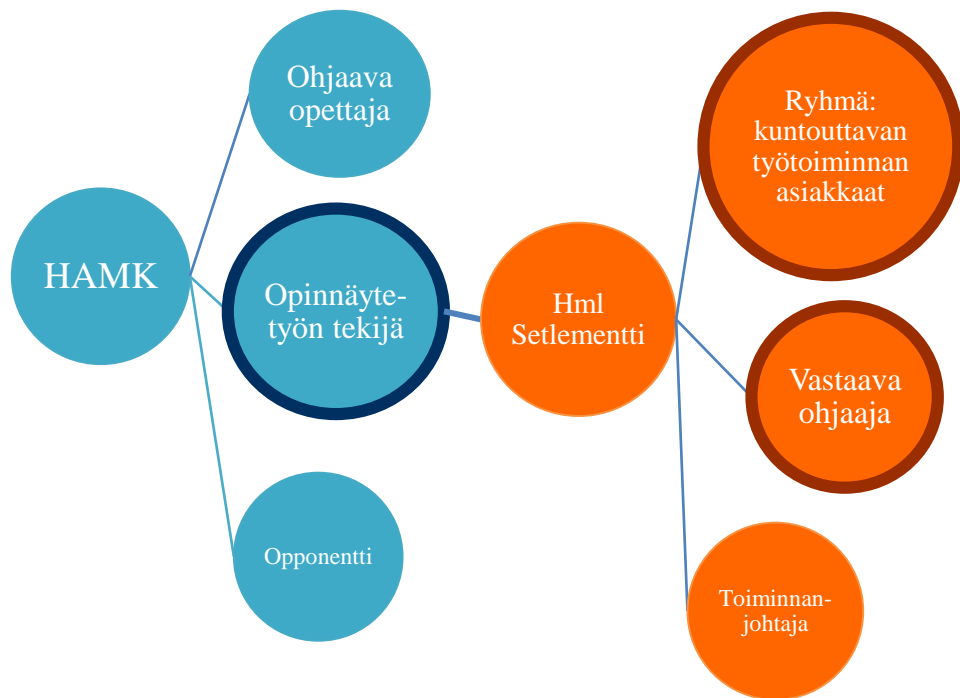 HAMK
Ohjaava
opettaja
Opinnäyte-
työn tekijä
Opponentti
Hml
Setlementti
Ryhmä:
kuntouttavan
työtoiminnan
asiakkaat
Vastaava
ohjaaja
Toiminnan-
johtaja